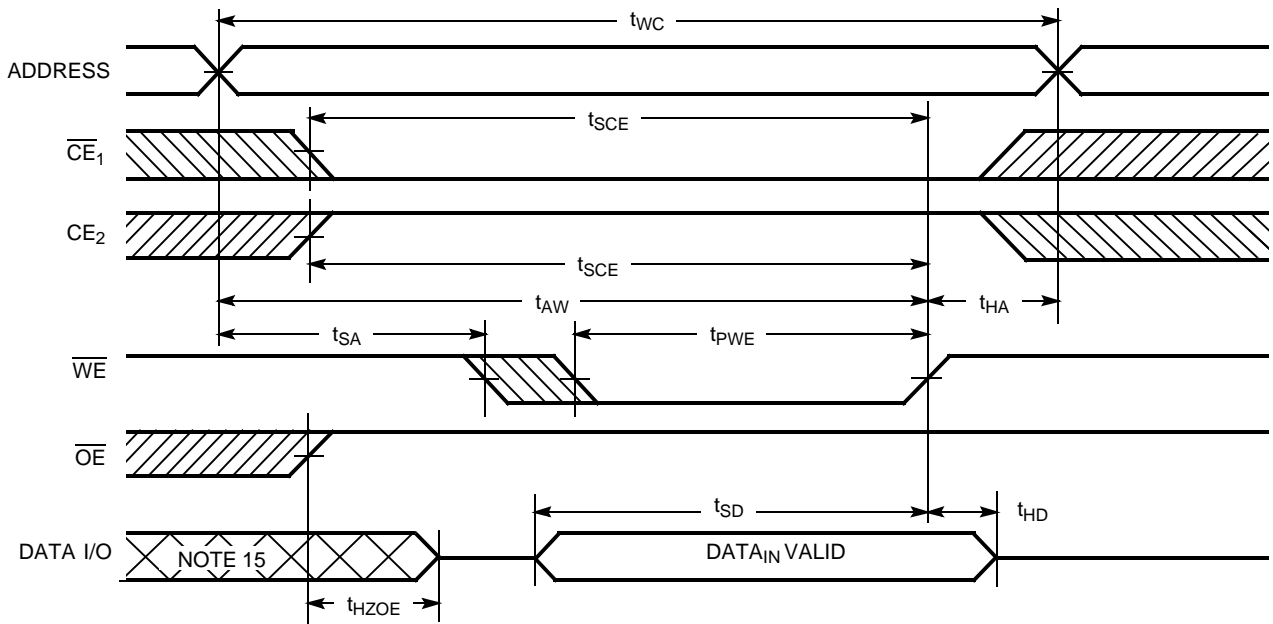 tWC
ADDRESS
tSCE
CE1
CE2
tSCE
tAW
tHA
tSA
tPWE
WE
OE
tSD
tHD
DATA I/O
NOTE 15
DATAIN VALID
tHZOE